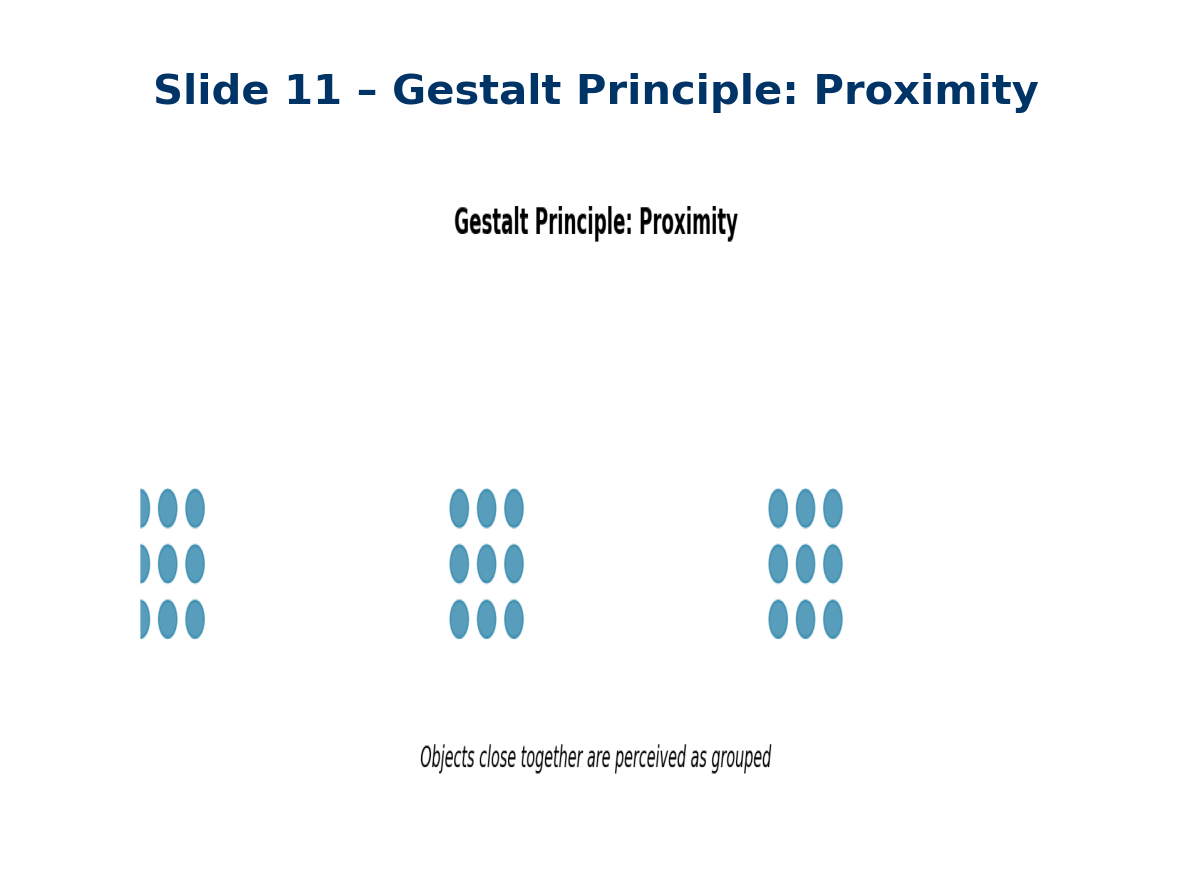 Slide 11 – Gestalt Principle: Proximity
Gestalt Principle: Proximity
Objects close together are perceived as grouped